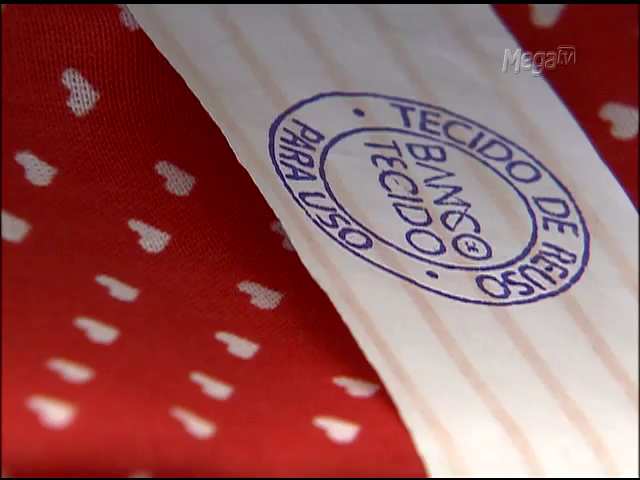 MegaTV
TECIDO DE REUSO
PARA USO
BANCO
TECIDO